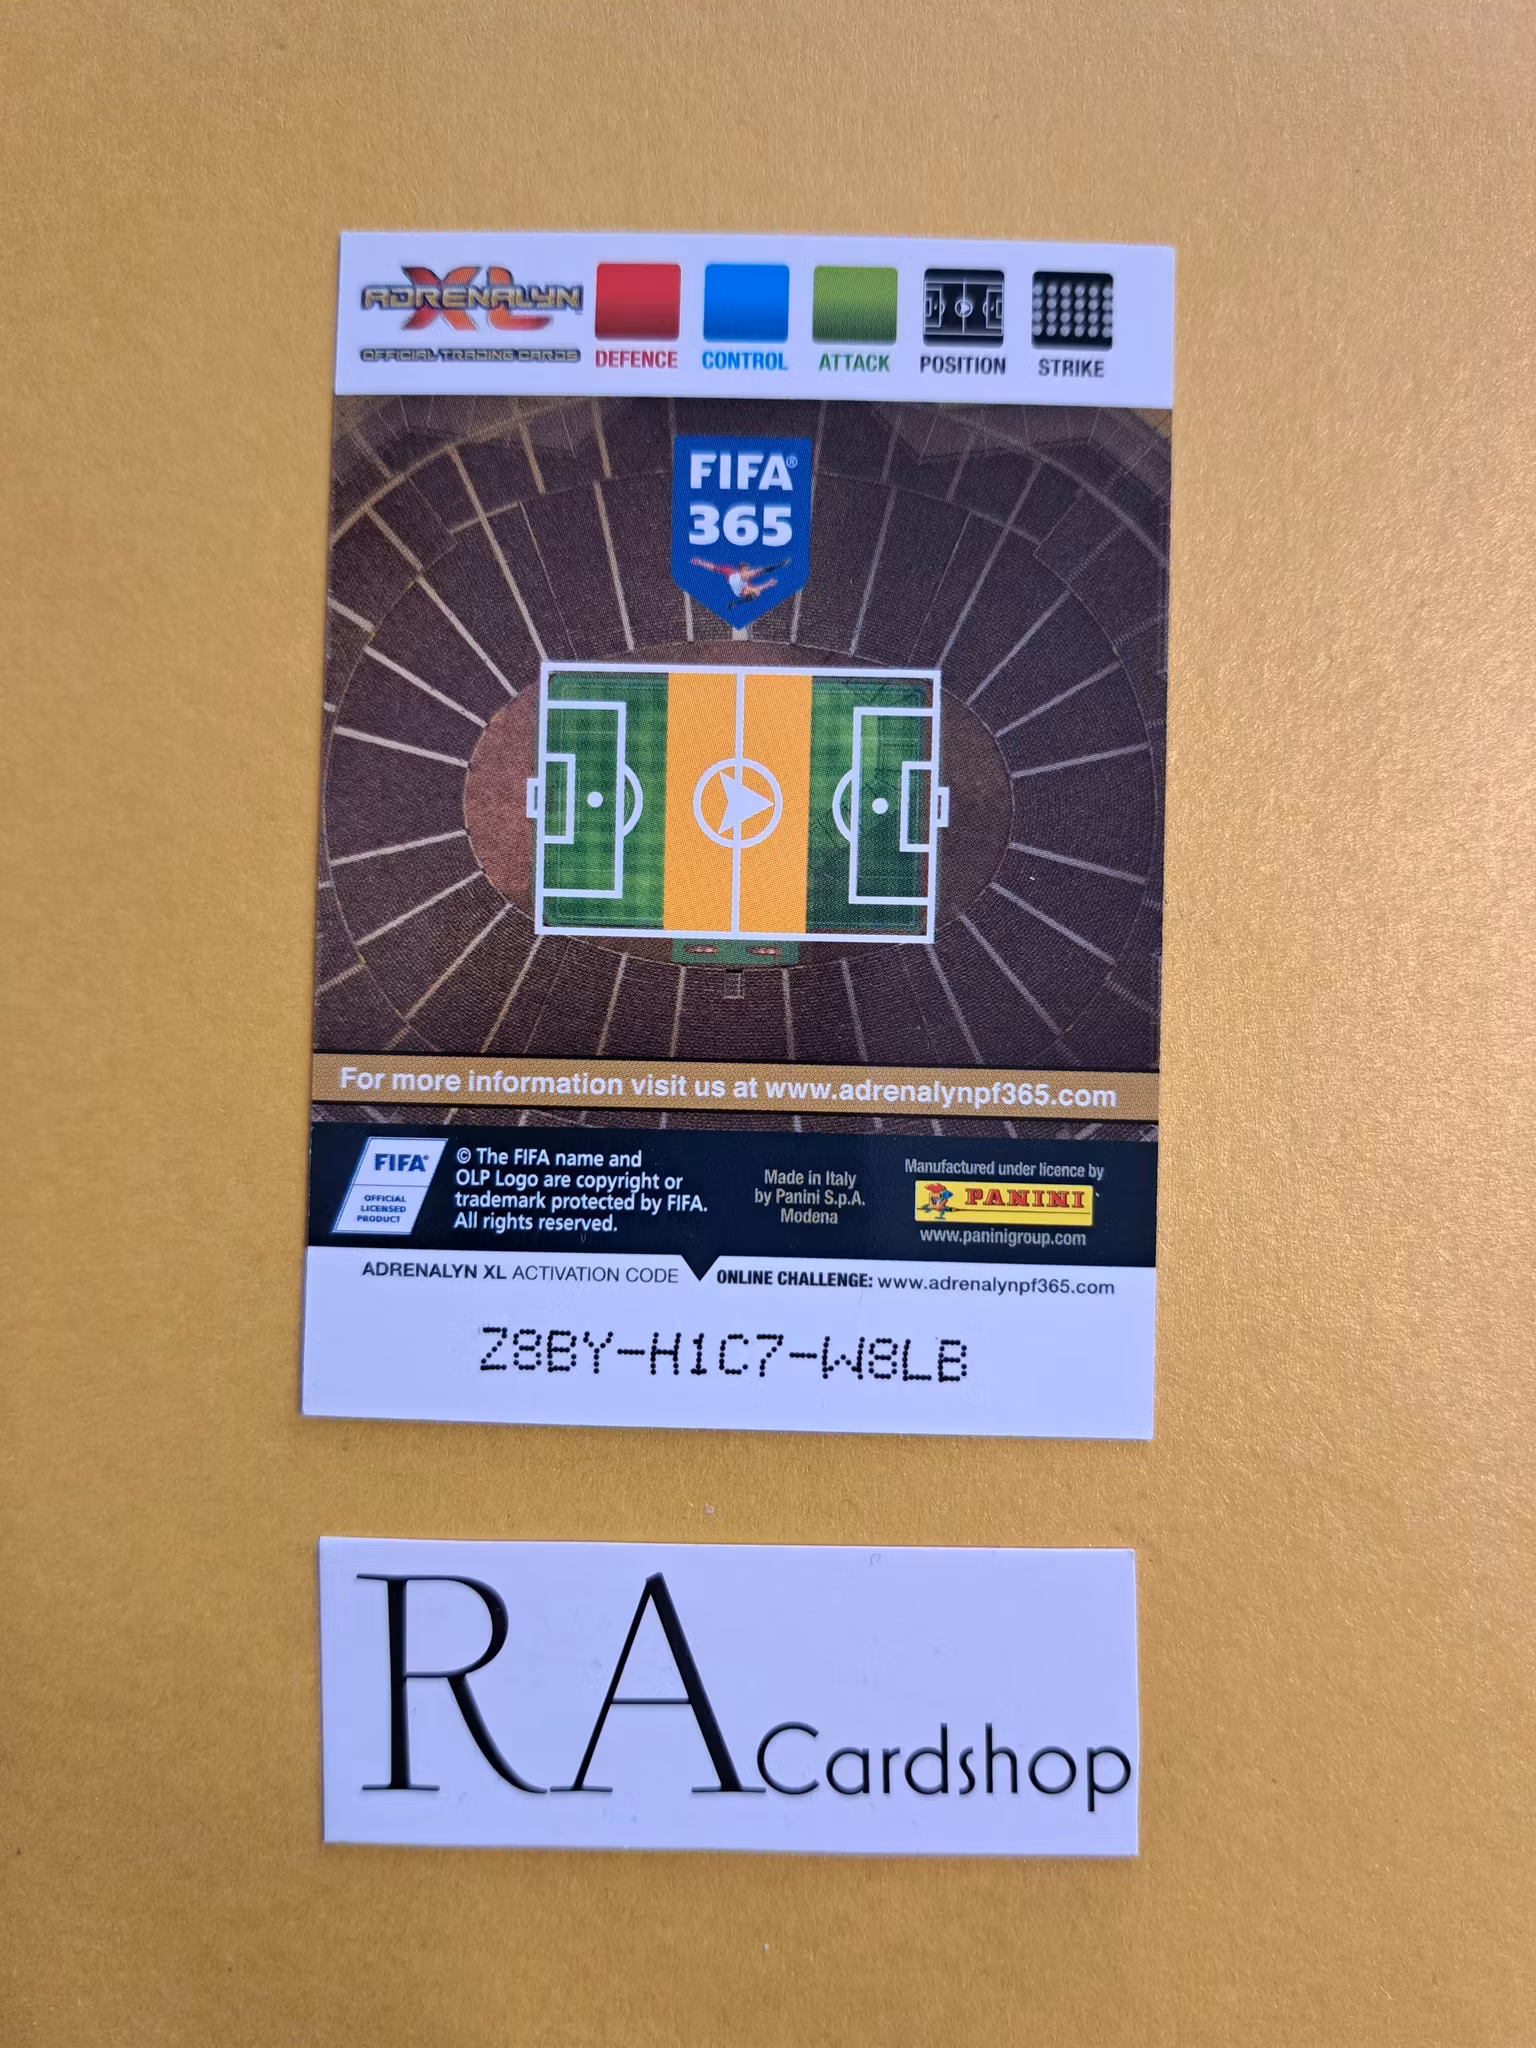 ADRENALYN XL
OFFICIAL TRADING CARDS
DEFENCE CONTROL ATTACK POSITION STRIKE
FIFA®
365
For more information visit us at www.adrenalynpf365.com
FIFA®
OFFICIAL
LICENSED
PRODUCT
© The FIFA name and
OLP Logo are copyright or
trademark protected by FIFA.
All rights reserved.
Made in Italy
by Panini S.p.A.
Modena
Manufactured under licence by
PANINI
www.paninigroup.com
ADRENALYN XL ACTIVATION CODE
ONLINE CHALLENGE: www.adrenalynpf365.com
Z8BY-H1C7-W8LB
RA Cardshop